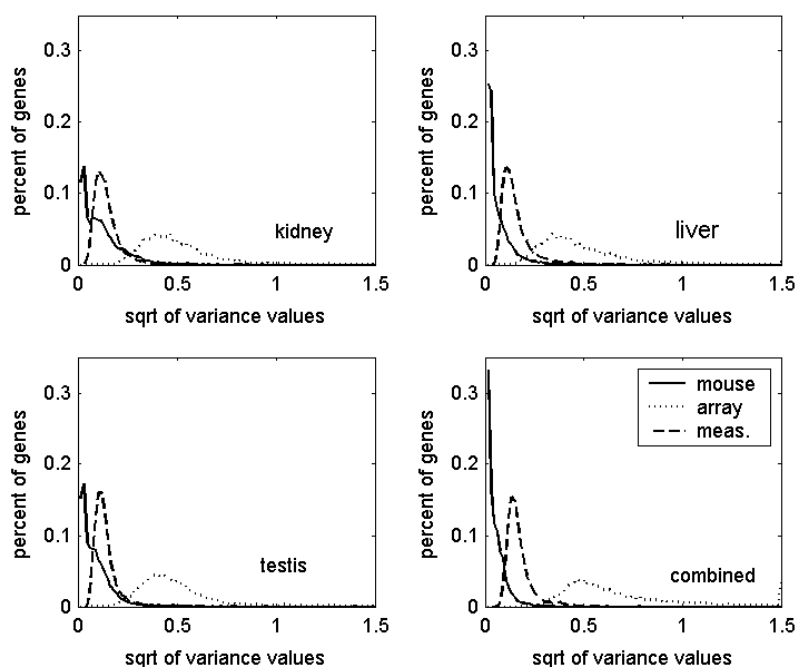 0.3
0.2
0.1
0
percent of genes
kidney
0
0.5
1
1.5
sqrt of variance values
0.3
0.2
0.1
0
percent of genes
liver
0
0.5
1
1.5
sqrt of variance values
0.3
0.2
0.1
0
percent of genes
testis
0
0.5
1
1.5
sqrt of variance values
0.3
0.2
0.1
0
percent of genes
mouse
array
meas.
combined
0
0.5
1
1.5
sqrt of variance values